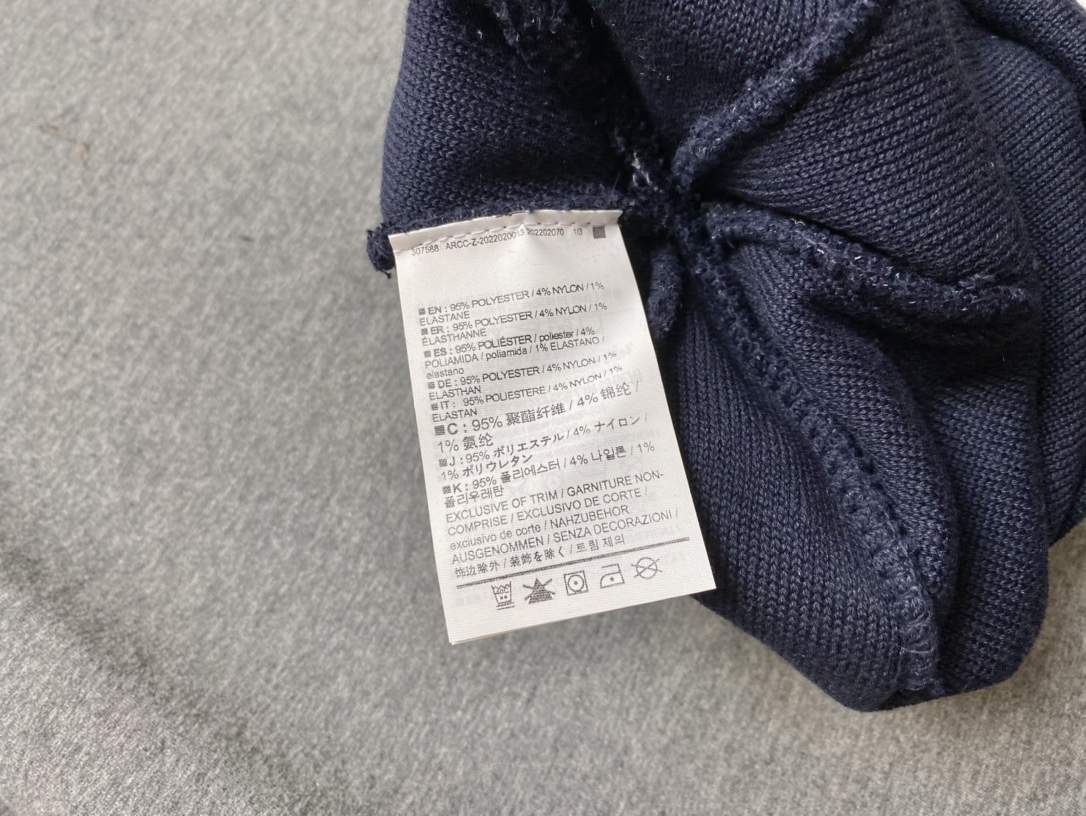 307588 ARCC-Z-2022020013-202202070 1/3
EN : 95% POLYESTER / 4% NYLON / 1%
ELASTANE
ER : 95% POLYESTER / 4% NYLON / 1%
ÉLASTHANNE
ES : 95% POLIÉSTER / poliester / 4%
POLIAMIDA / poliamida / 1% ELASTANO /
elastano
DE : 95% POLYESTER / 4% NYLON / 1%
ELASTHAN
IT : 95% POLIESTERE / 4% NYLON / 1%
ELASTAN
C : 95% 聚酯纤维 / 4% 锦纶 /
1% 氨纶
J : 95% ポリエステル / 4% ナイロン /
1% ポリウレタン
K : 95% 폴리에스터 / 4% 나일론 / 1%
폴리우레탄
EXCLUSIVE OF TRIM / GARNITURE NON-
COMPRISE / EXCLUSIVO DE CORTE /
exclusivo de corte / NAHZUBEHOR
AUSGENOMMEN / SENZA DECORAZIONI /
饰边除外 / 装飾を除く / 트림 제외